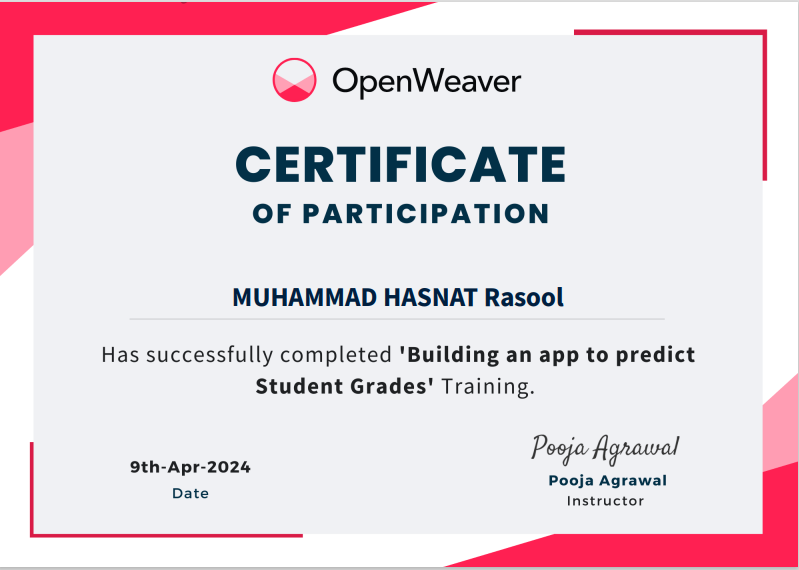 OpenWeaver
CERTIFICATE
OF PARTICIPATION
MUHAMMAD HASNAT Rasool
Has successfully completed 'Building an app to predict
Student Grades' Training.
9th-Apr-2024
Date
Pooja Agrawal
Pooja Agrawal
Instructor